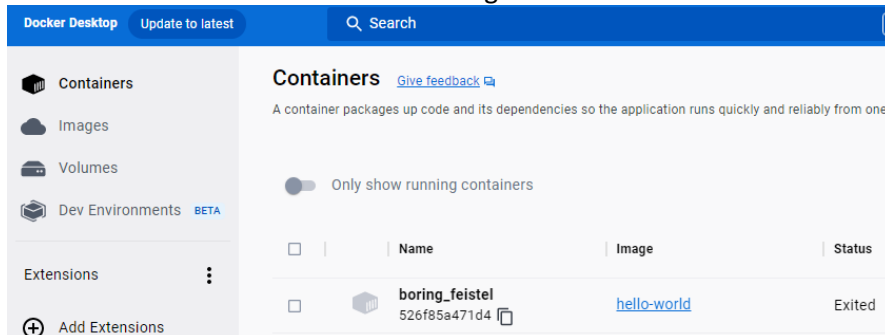 Docker Desktop Update to latest Search
Containers
Images
Volumes
Dev Environments BETA
Extensions
Add Extensions
Containers Give feedback
A container packages up code and its dependencies so the application runs quickly and reliably from one
Only show running containers
Name Image Status
boring_feistel hello-world Exited
526f85a471d4